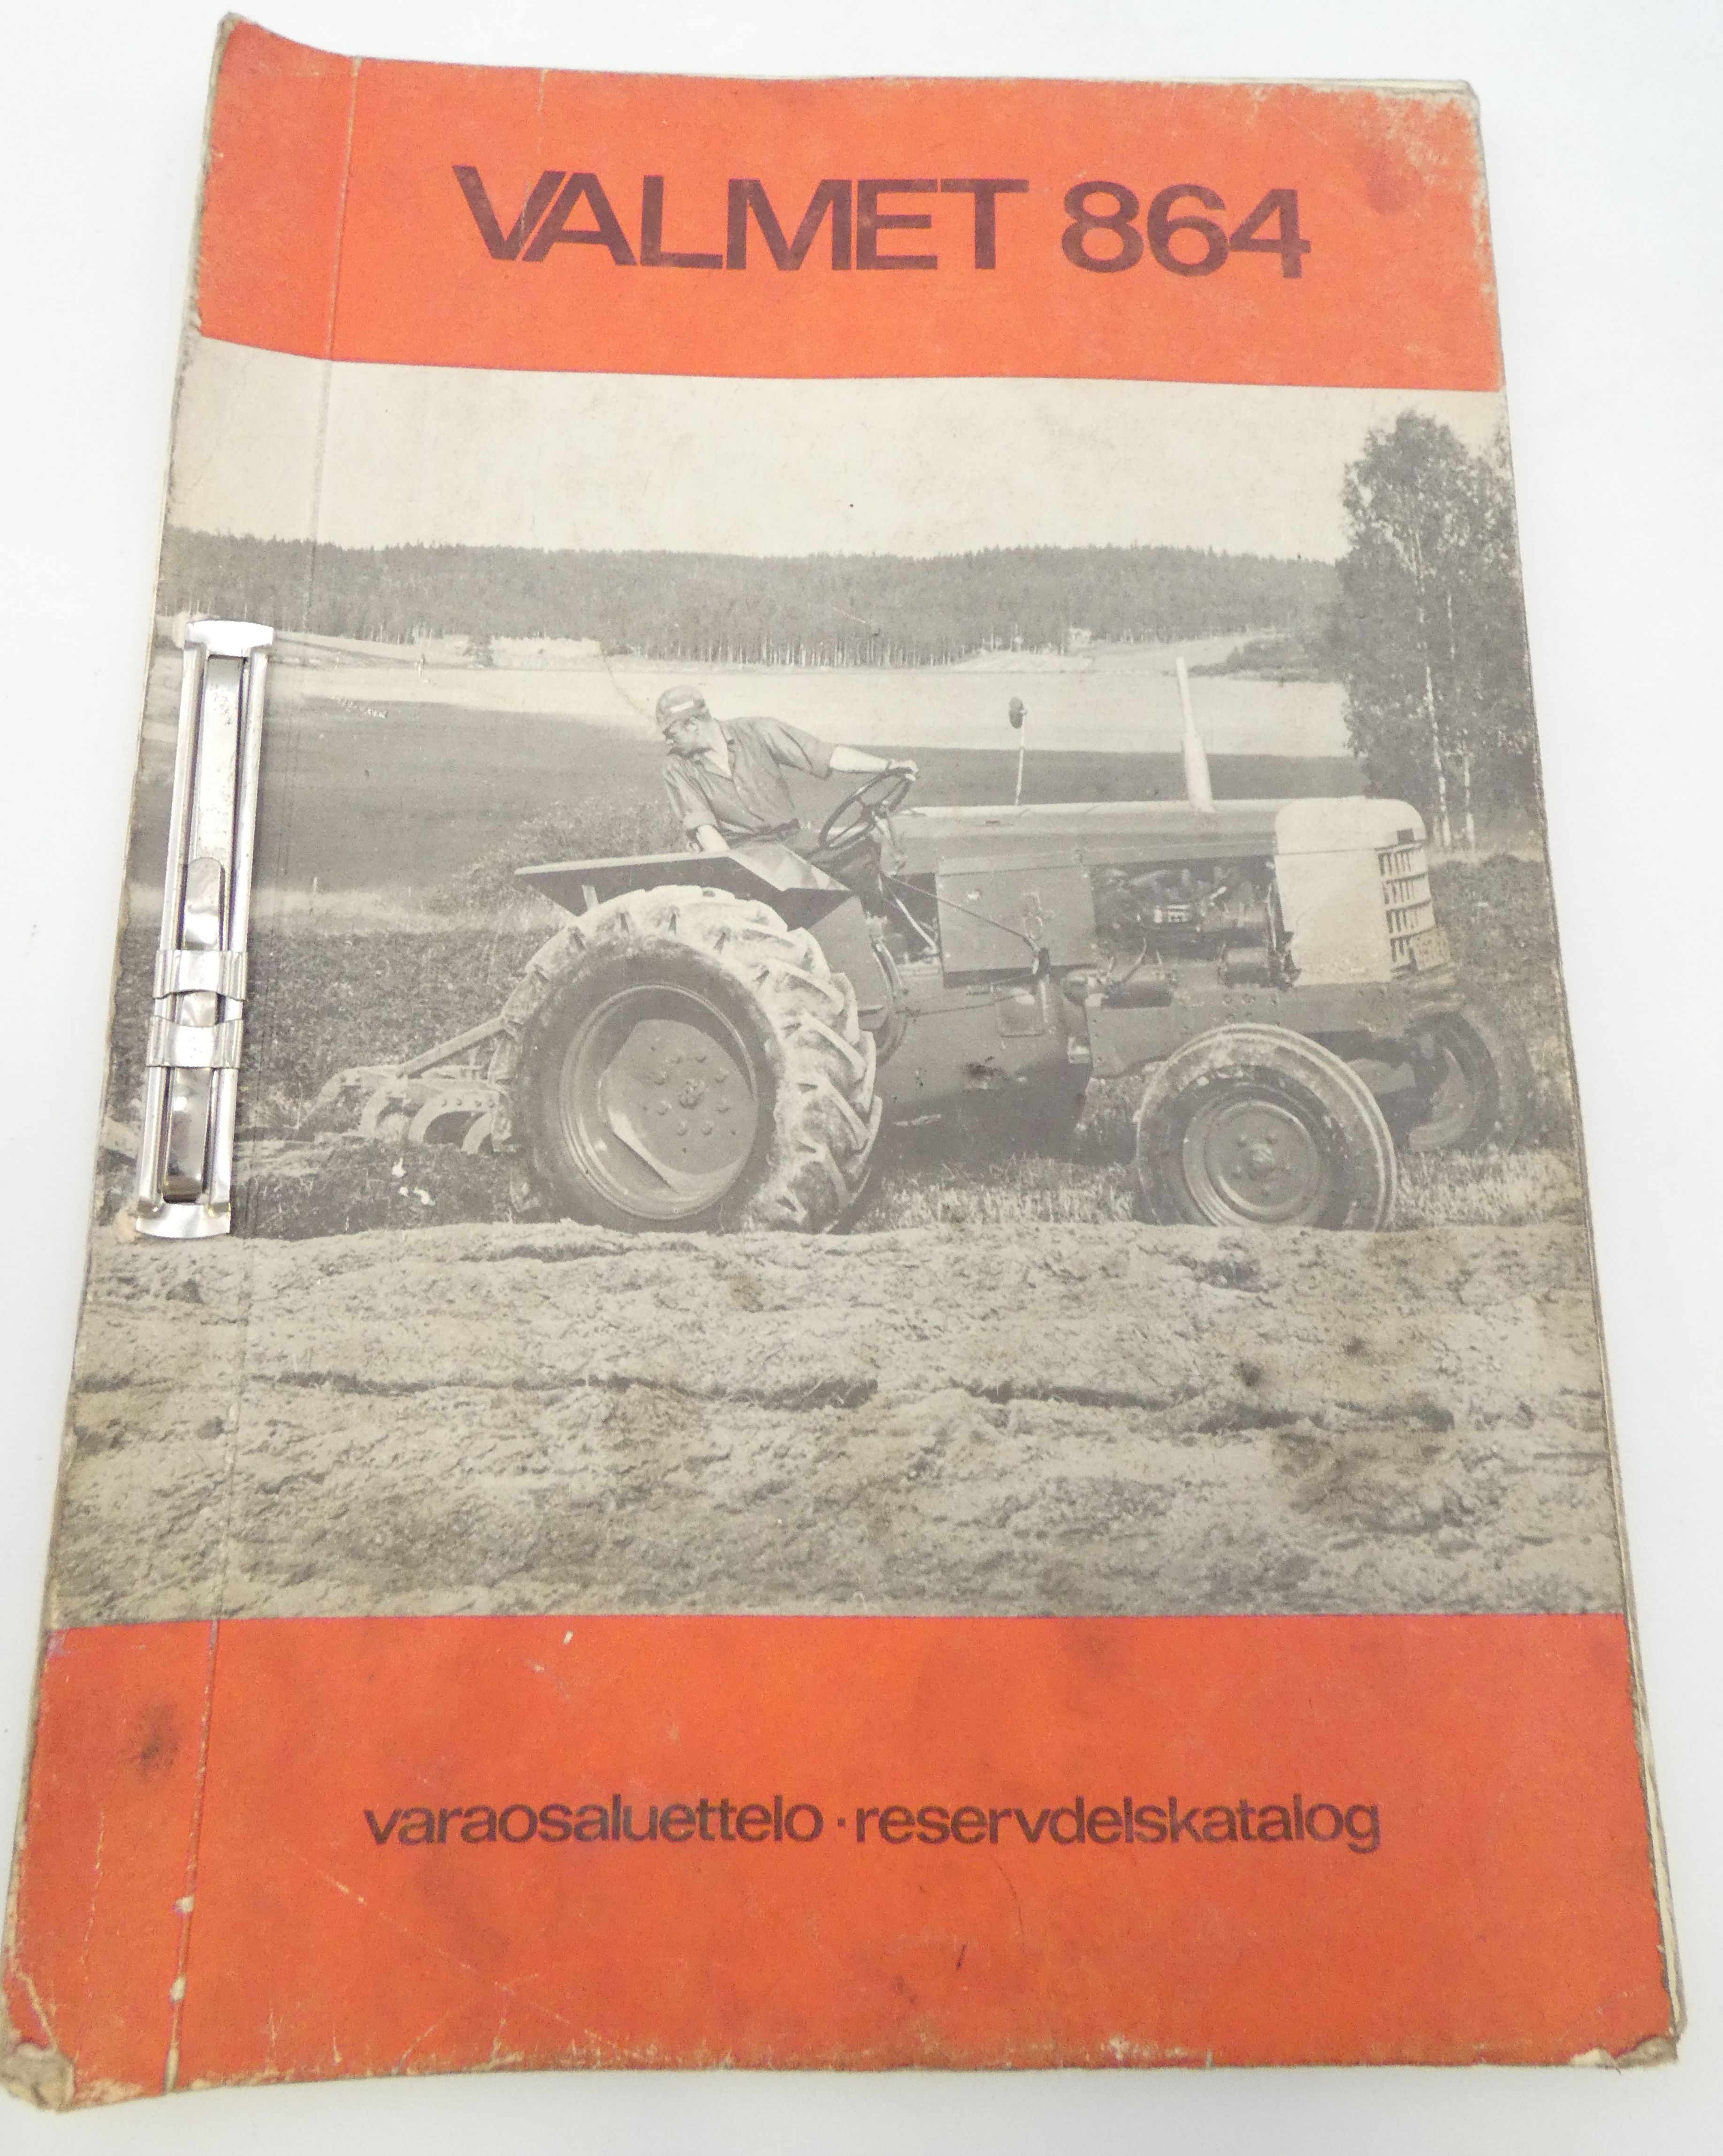 VALMET 864
varaosaluettelo · reservdelskatalog